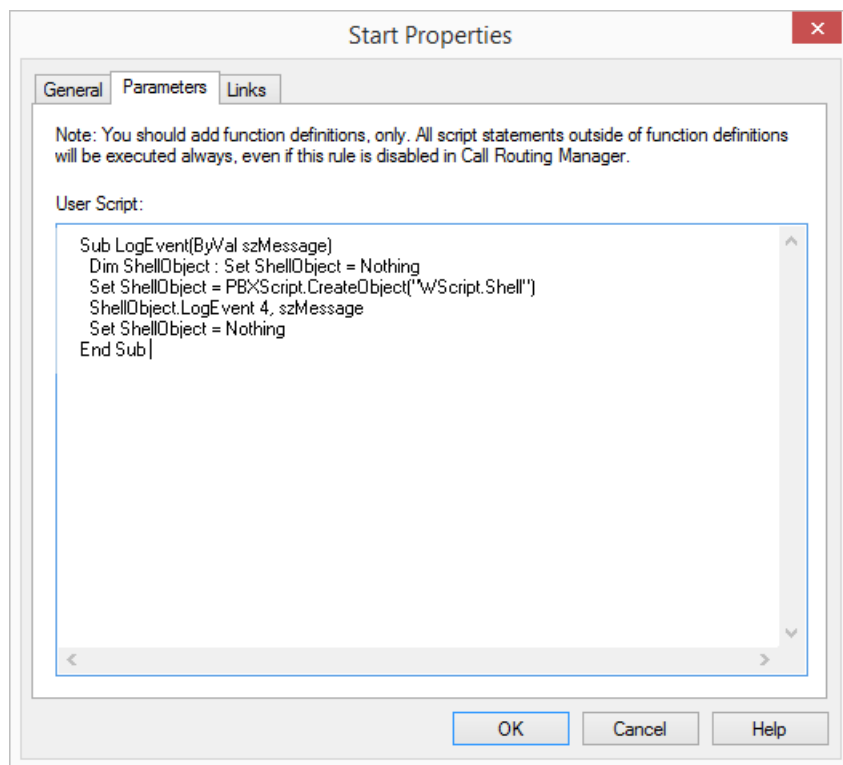 Start Properties
General Parameters Links
Note: You should add function definitions, only. All script statements outside of function definitions
will be executed always, even if this rule is disabled in Call Routing Manager.
User Script:
Sub LogEvent(ByVal szMessage)
Dim ShellObject : Set ShellObject = Nothing
Set ShellObject = PBXScript.CreateObject("WScript.Shell")
ShellObject.LogEvent 4, szMessage
Set ShellObject = Nothing
End Sub
OK Cancel Help